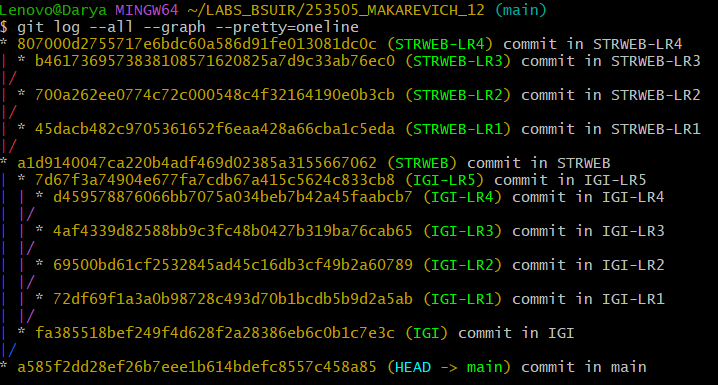 Lenovo@Darya MINGW64 ~/LABS_BSUIR/253505_MAKAREVICH_12 (main)
$ git log --all --graph --pretty=oneline
* 807000d2755717e6bdc60a586d91fe013081dc0c (STRWEB-LR4) commit in STRWEB-LR4
| * b461736957383810857162082​5a7d9c33ab76ec0 (STRWEB-LR3) commit in STRWEB-LR3
|/
| * 700a262ee0774c72c000548c4f32164190e0b3cb (STRWEB-LR2) commit in STRWEB-LR2
|/
| * 45dacb482c9705361652f6eaa428a66cba1c5eda (STRWEB-LR1) commit in STRWEB-LR1
|/
* a1d9140047ca220b4adf469d02385a3155667062 (STRWEB) commit in STRWEB
| * 7d67f3a74904e677fa7cdb67a415c5624c833cb8 (IGI-LR5) commit in IGI-LR5
| | * d459578876066bb7075a034beb7b42a45faabcb7 (IGI-LR4) commit in IGI-LR4
| |/
| | * 4af4339d82588bb9c3fc48b0427b319ba76cab65 (IGI-LR3) commit in IGI-LR3
| |/
| | * 69500bd61cf2532845ad45c16db3cf49b2a60789 (IGI-LR2) commit in IGI-LR2
| |/
| | * 72df69f1a3a0b98728c493d70b1bcdb5b9d2a5ab (IGI-LR1) commit in IGI-LR1
| |/
| * fa385518bef249f4d628f2a28386eb6c0b1c7e3c (IGI) commit in IGI
|/
* a585f2dd28ef26b7eee1b614bdefc8557c458a85 (HEAD -> main) commit in main